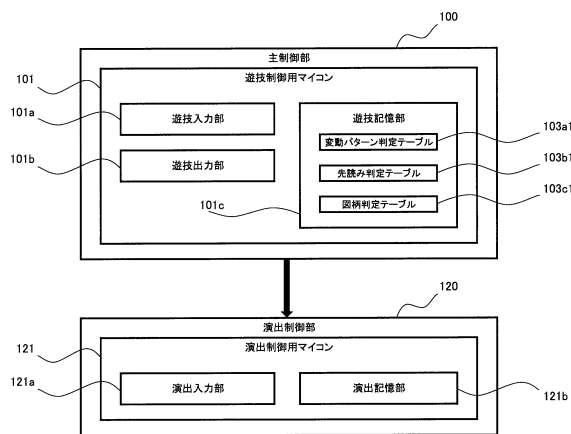 100
主制御部
101
遊技制御用マイコン
101a
遊技入力部
遊技記憶部
103a1
変動パターン判定テーブル
101b
遊技出力部
103b1
先読み判定テーブル
103c1
101c
図柄判定テーブル
120
演出制御部
121
演出制御用マイコン
121a
演出入力部
演出記憶部
121b